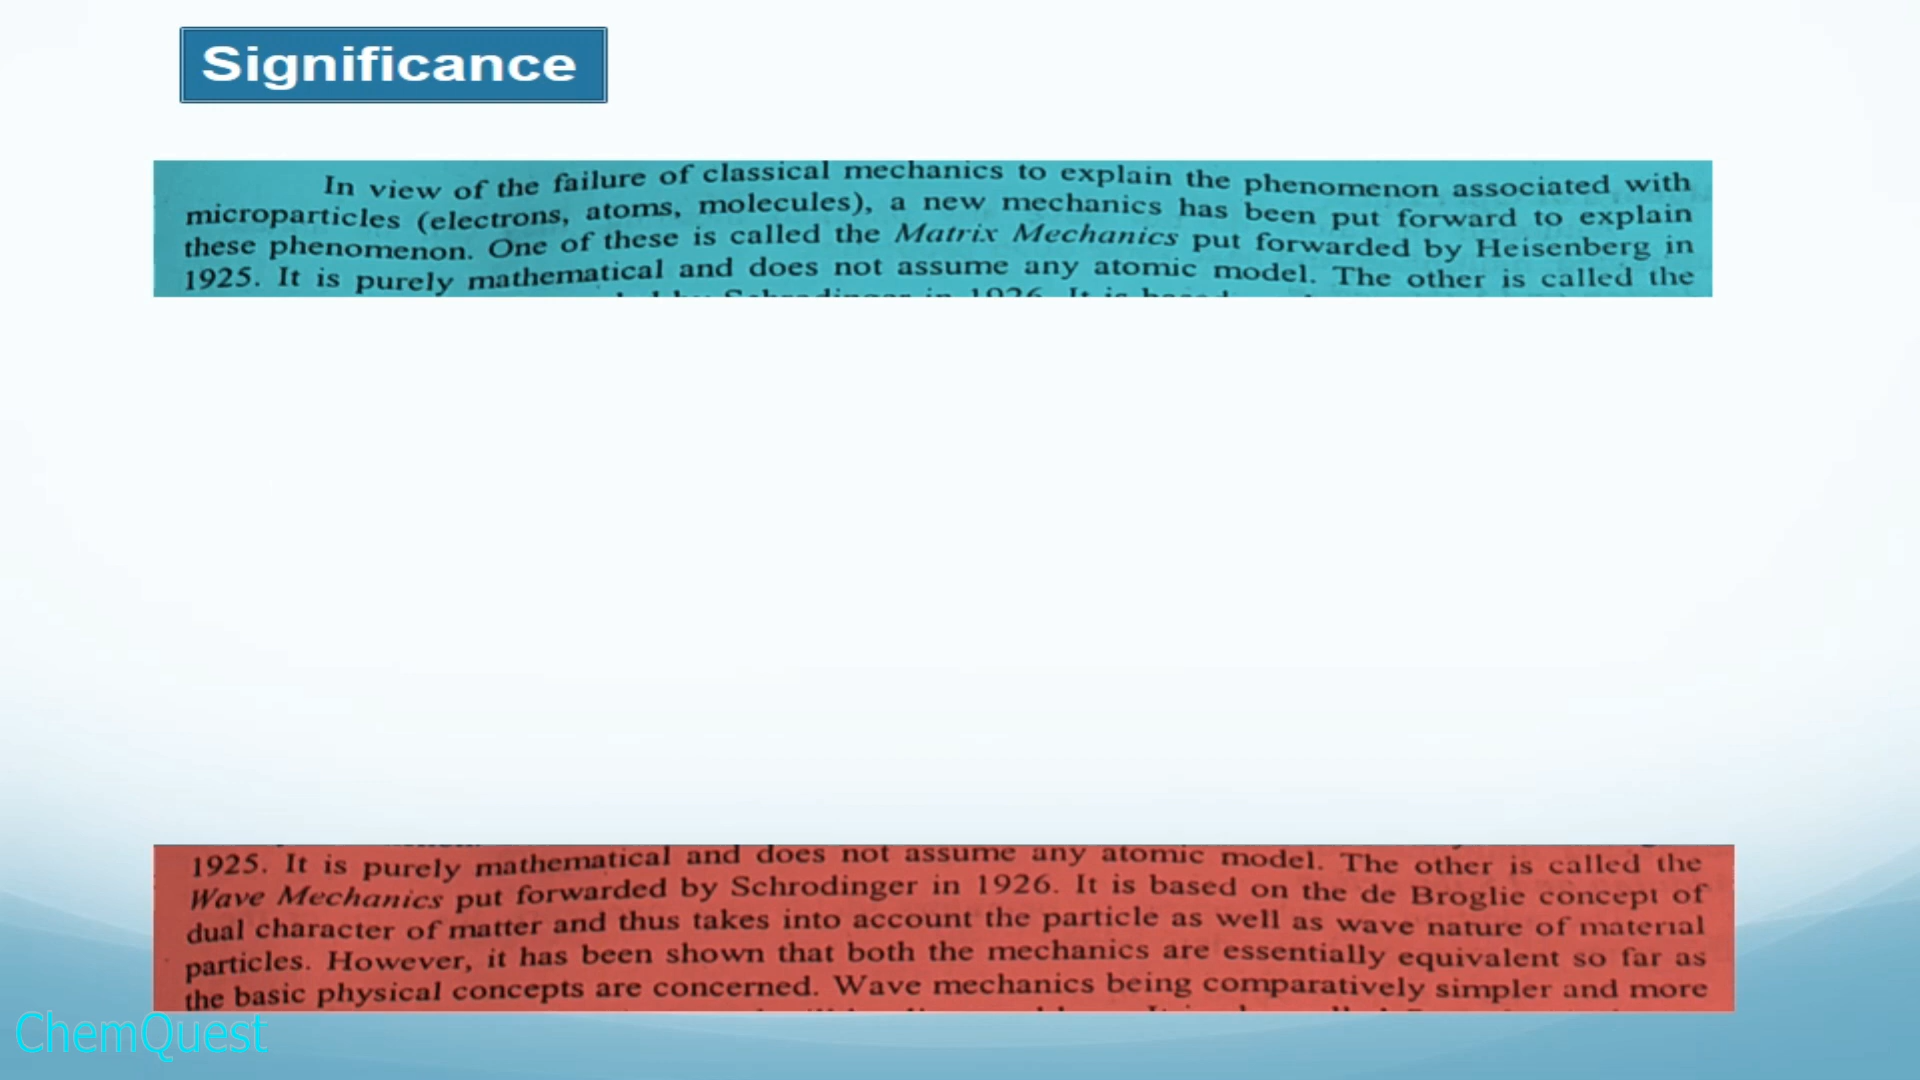 Significance
In view of the failure of classical mechanics to explain the phenomenon associated with
microparticles (electrons, atoms, molecules), a new mechanics has been put forward to explain
these phenomenon. One of these is called the Matrix Mechanics put forwarded by Heisenberg in
1925. It is purely mathematical and does not assume any atomic model. The other is called the
1925. It is purely mathematical and does not assume any atomic model. The other is called the
Wave Mechanics put forwarded by Schrodinger in 1926. It is based on the de Broglie concept of
dual character of matter and thus takes into account the particle as well as wave nature of material
particles. However, it has been shown that both the mechanics are essentially equivalent so far as
the basic physical concepts are concerned. Wave mechanics being comparatively simpler and more
ChemQuest